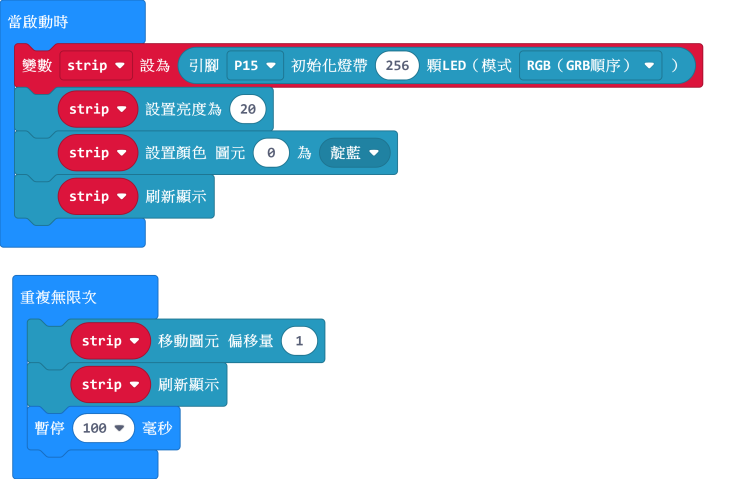 當啟動時
變數 strip 設為 引腳 P15 初始化燈帶 256 顆LED（模式 RGB（GRB順序） ）
strip 設置亮度為 20
strip 設置顏色 圖元 0 為 靛藍
strip 刷新顯示
重複無限次
strip 移動圖元 偏移量 1
strip 刷新顯示
暫停 100 毫秒